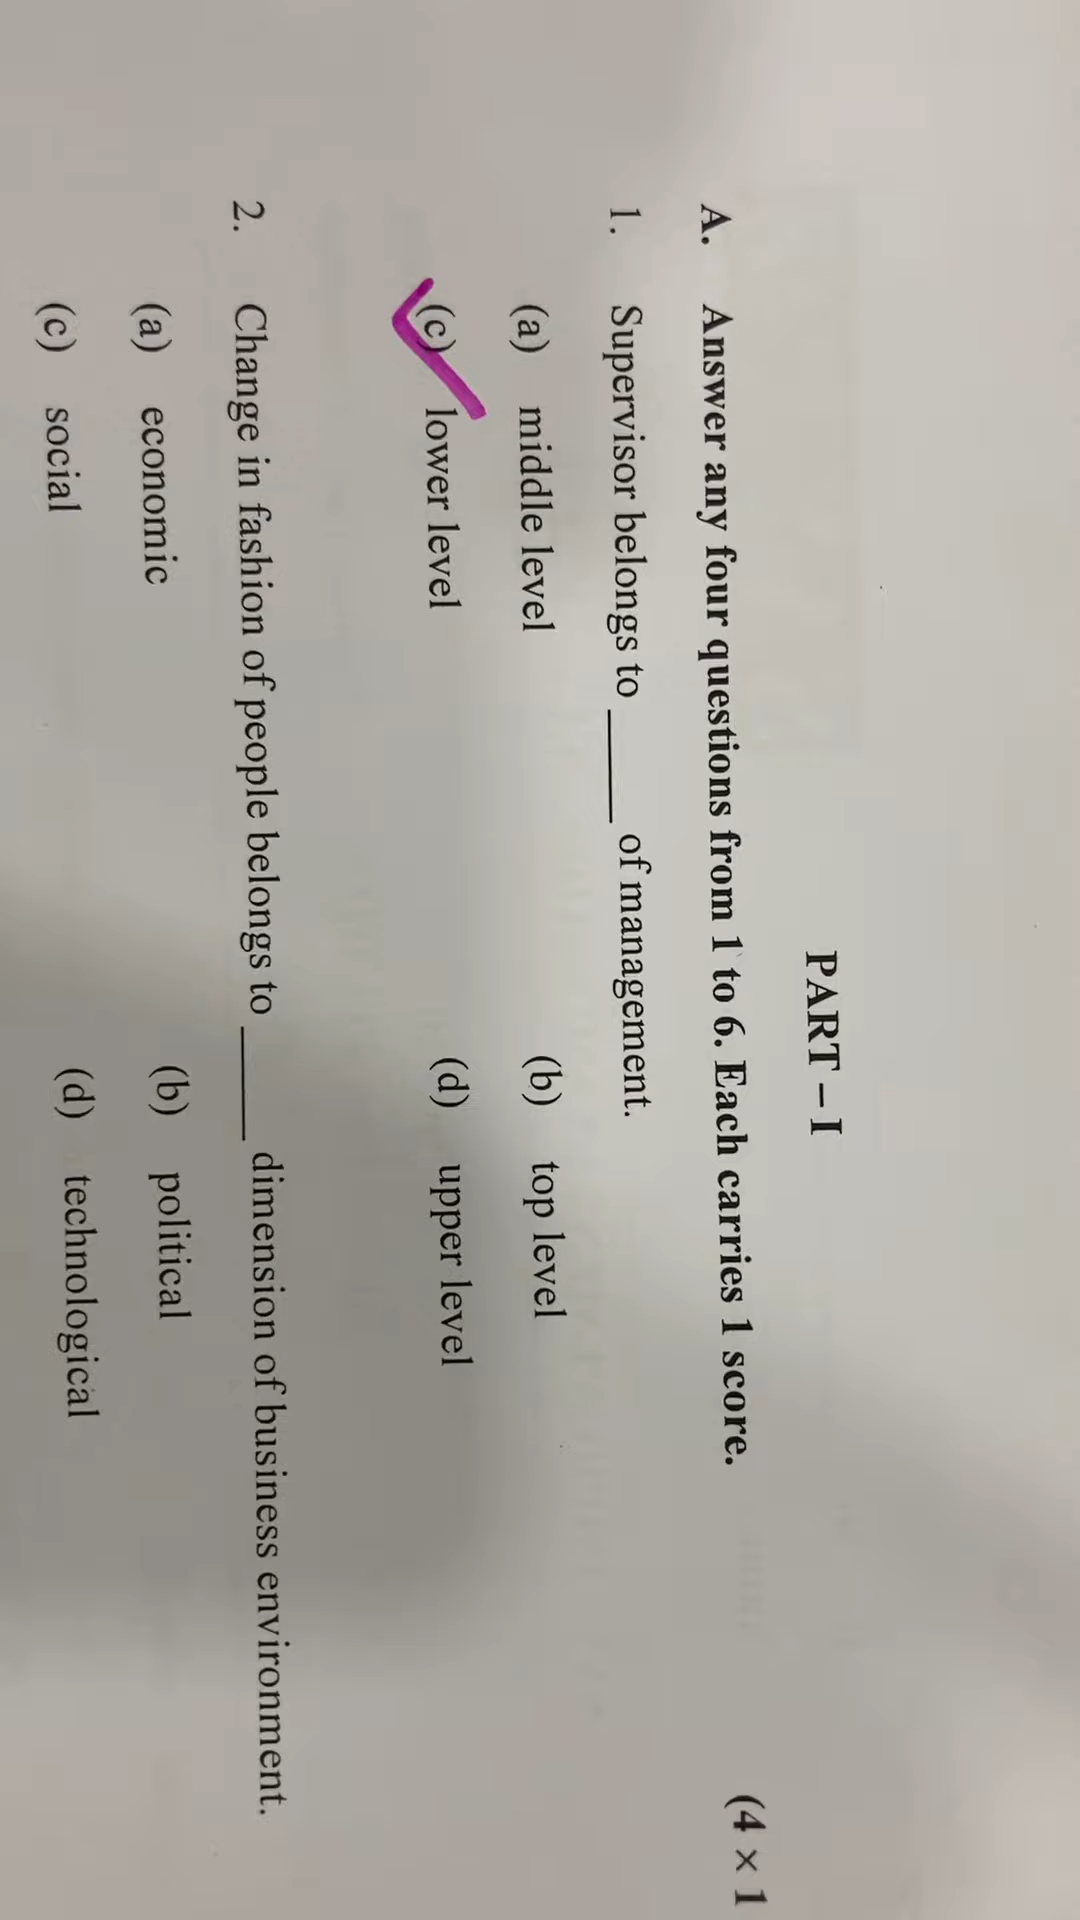 PART – I
A. Answer any four questions from 1 to 6. Each carries 1 score. (4 × 1
1. Supervisor belongs to ______ of management.
(a) middle level (b) top level
(c) lower level (d) upper level
2. Change in fashion of people belongs to ______ dimension of business environment.
(a) economic (b) political
(c) social (d) technological